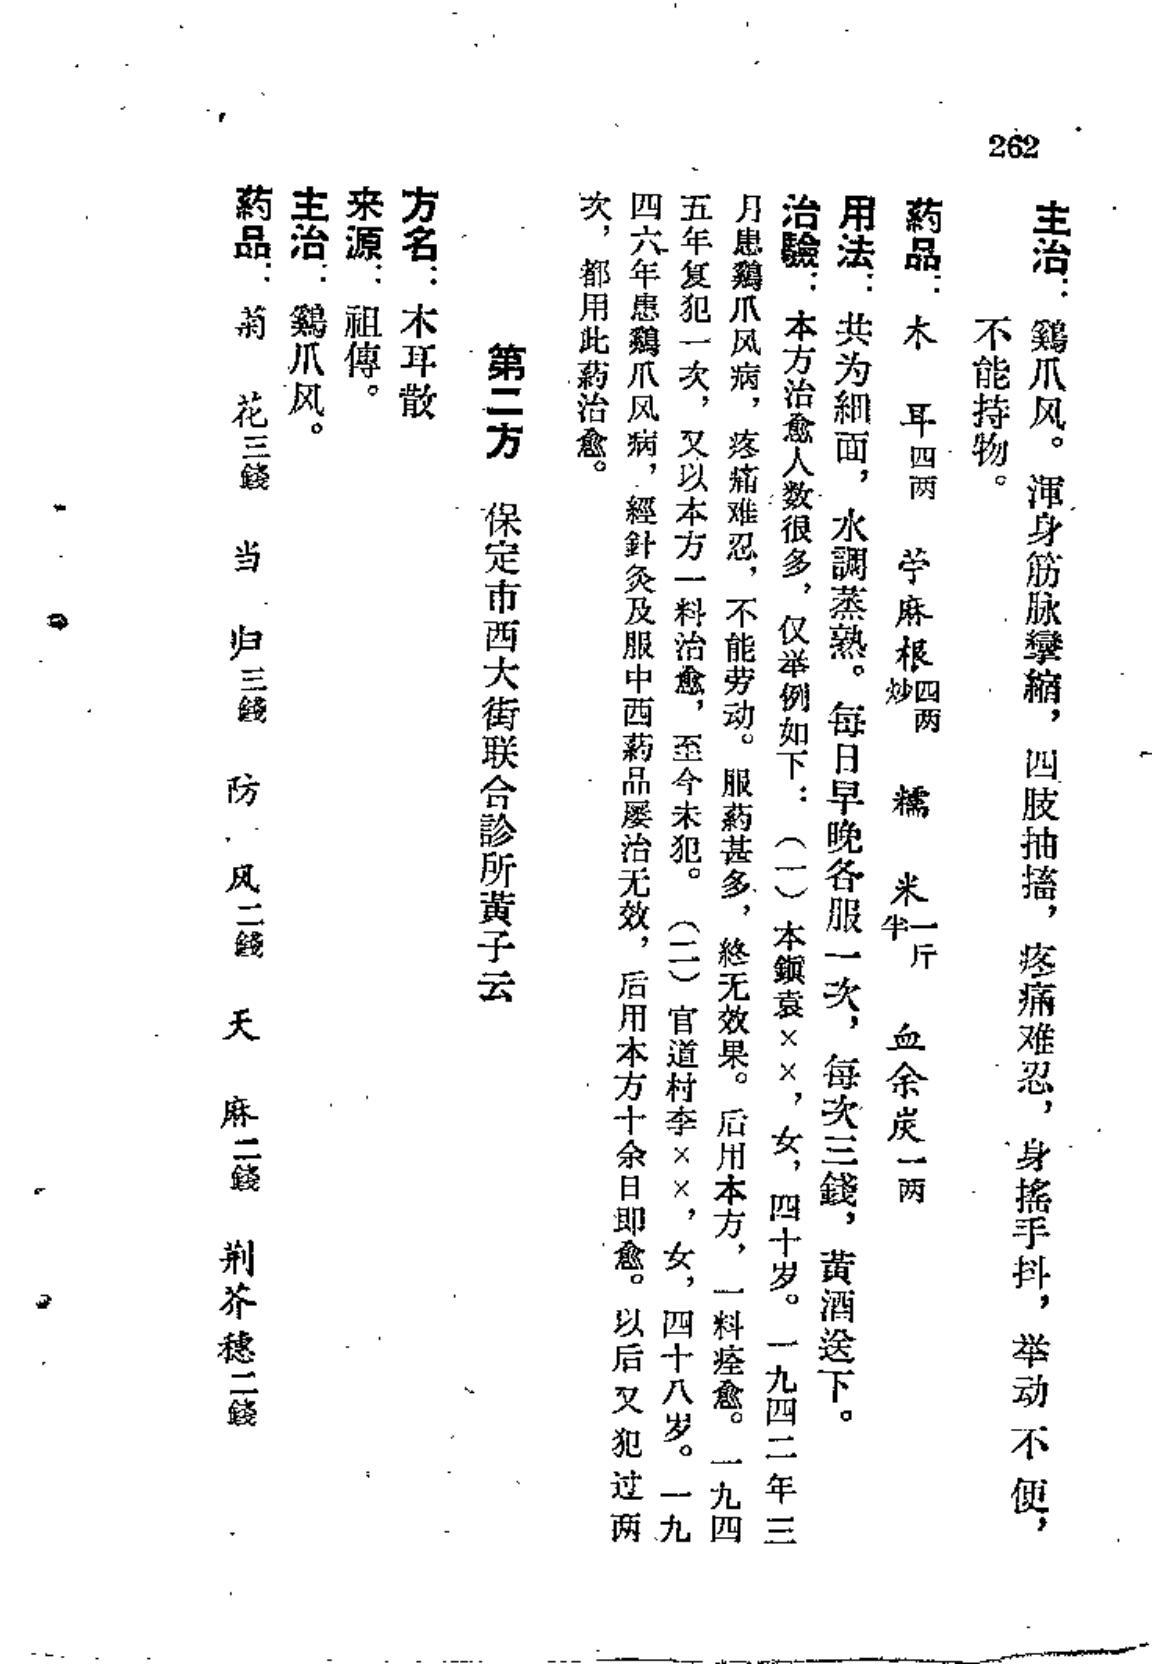 262
主治：鷄爪风。渾身筋脉攣縮，四肢抽搐，疼痛难忍，身搖手抖，举动不便，
不能持物。
葯品：木耳四两　苧麻根四两炒　糯米一斤半　血余炭一两
用法：共为細面，水調蒸熟。每日早晚各服一次，每次三錢，黃酒送下。
治驗：本方治愈人数很多，仅举例如下：（一）本鎭袁××，女，四十岁。一九四二年三
月患鷄爪风病，疼痛难忍，不能劳动。服葯甚多，終无效果。后用本方，一料痊愈。一九四
五年复犯一次，又以本方一料治愈，至今未犯。（二）官道村李××，女，四十八岁。一九
四六年患鷄爪风病，經針灸及服中西葯品屡治无效，后用本方十余日即愈。以后又犯过两
次，都用此葯治愈。
第二方　保定市西大街联合診所黃子云
方名：木耳散
来源：祖傳。
主治：鷄爪风。
葯品：菊花三錢　当归三錢　防风二錢　天麻二錢　荆芥穗二錢